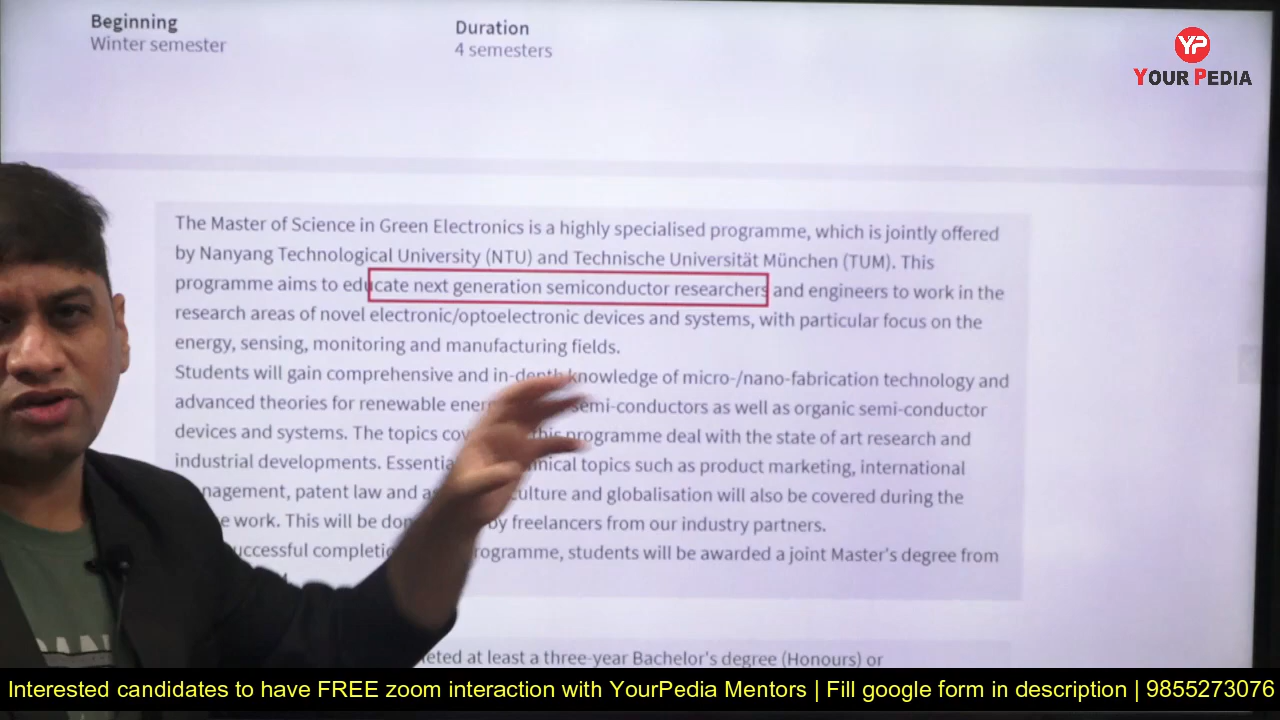 Beginning
Winter semester
Duration
4 semesters
YP
YOUR PEDIA
The Master of Science in Green Electronics is a highly specialised programme, which is jointly offered
by Nanyang Technological University (NTU) and Technische Universität München (TUM). This
programme aims to educate next generation semiconductor researchers and engineers to work in the
research areas of novel electronic/optoelectronic devices and systems, with particular focus on the
energy, sensing, monitoring and manufacturing fields.
Students will gain comprehensive and in-depth knowledge of micro-/nano-fabrication technology and
advanced theories for renewable semi-conductors as well as organic semi-conductor
devices and systems. The topics this programme deal with the state of art research and
industrial developments. topics such as product marketing, international
patent law and culture and globalisation will also be covered during the
work. This will be by freelancers from our industry partners.
students will be awarded a joint Master's degree from
at least a three-year Bachelor's degree (Honours) or
Interested candidates to have FREE zoom interaction with YourPedia Mentors | Fill google form in description | 9855273076